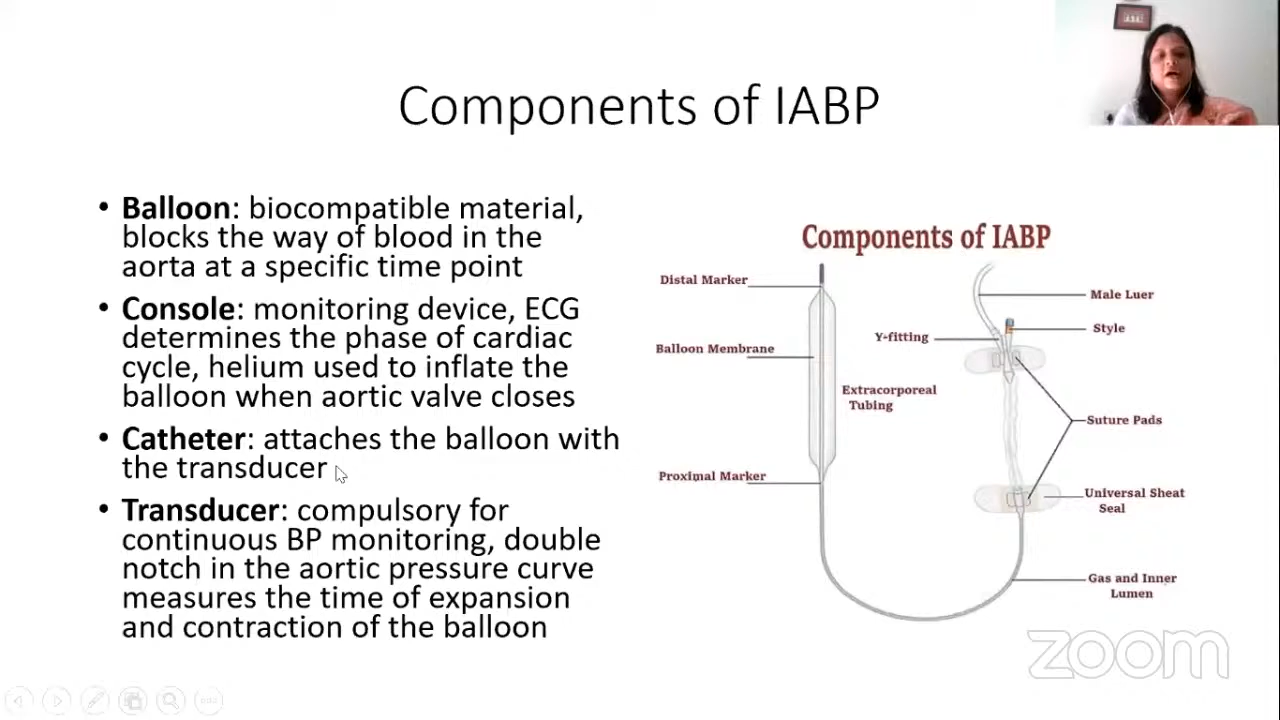 Components of IABP
• Balloon: biocompatible material,
blocks the way of blood in the
aorta at a specific time point
• Console: monitoring device, ECG
determines the phase of cardiac
cycle, helium used to inflate the
balloon when aortic valve closes
• Catheter: attaches the balloon with
the transducer
• Transducer: compulsory for
continuous BP monitoring, double
notch in the aortic pressure curve
measures the time of expansion
and contraction of the balloon
Components of IABP
Distal Marker
Balloon Membrane
Extracorporeal
Tubing
Proximal Marker
Male Luer
Style
Y-fitting
Suture Pads
Universal Sheat
Seal
Gas and Inner
Lumen
zoom